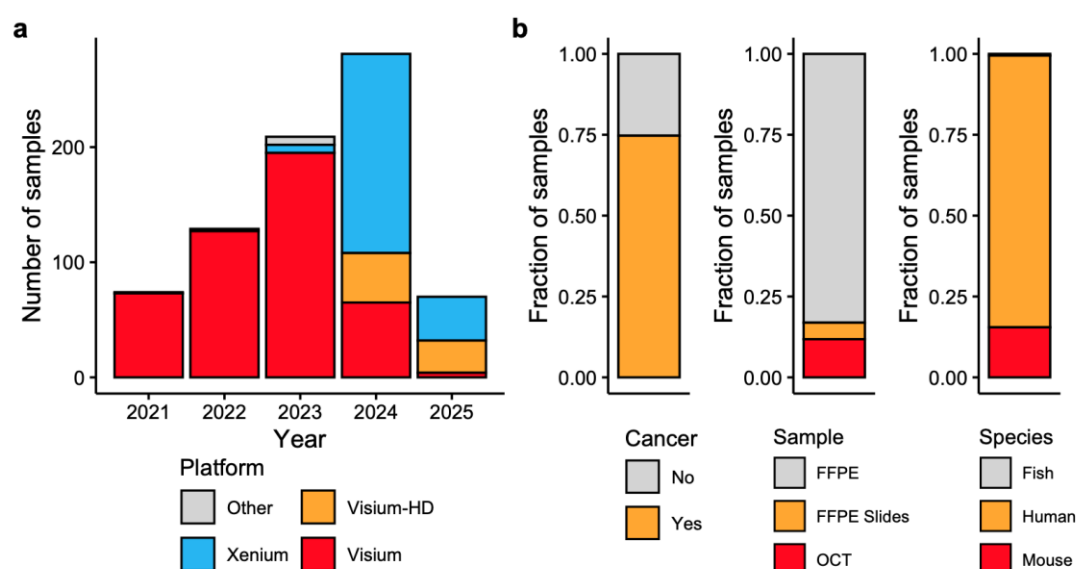 a
Number of samples
200
100
0
2021 2022 2023 2024 2025
Year
Platform
Other
Visium-HD
Xenium
Visium
b
Fraction of samples
1.00
0.75
0.50
0.25
0.00
Cancer
No
Yes
Fraction of samples
1.00
0.75
0.50
0.25
0.00
Sample
FFPE
FFPE Slides
OCT
Fraction of samples
1.00
0.75
0.50
0.25
0.00
Species
Fish
Human
Mouse